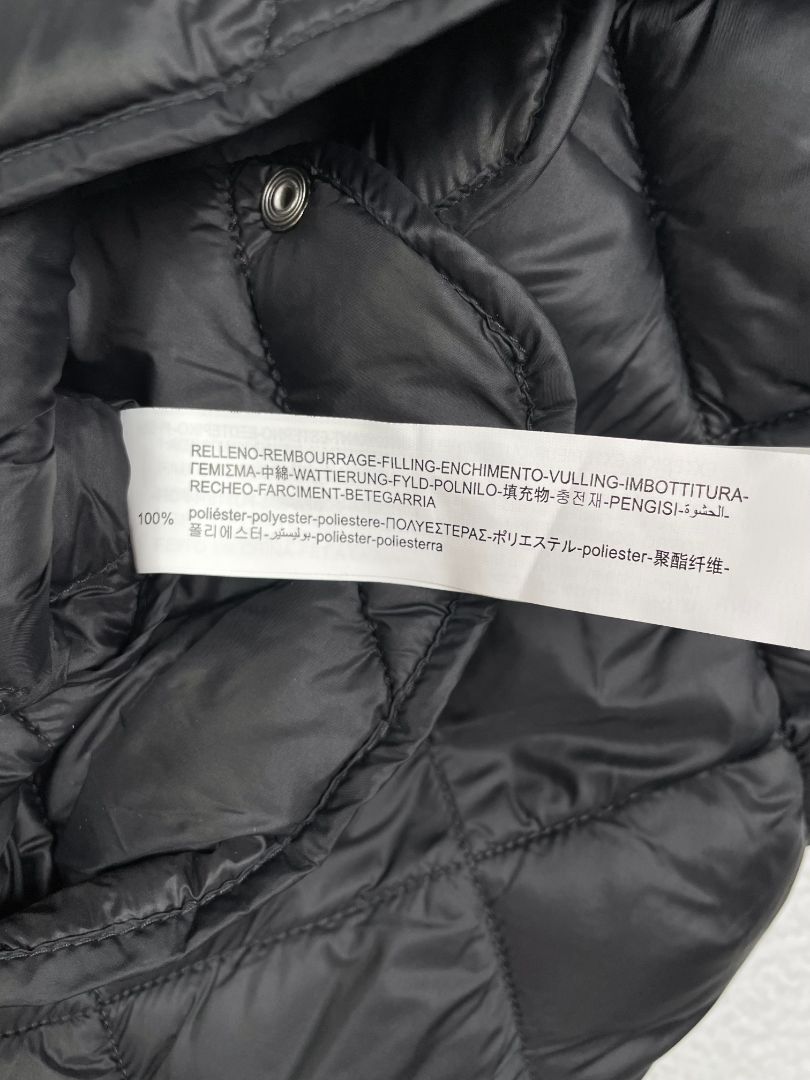 RELLENO-REMBOURRAGE-FILLING-ENCHIMENTO-VULLING-IMBOTTITURA-
ΓΕΜΙΣΜΑ-中綿-WATTIERUNG-FYLD-POLNILO-填充物-충전재-PENGISI-الحشوة-
RECHEO-FARCIMENT-BETEGARRIA
100% poliéster-polyester-poliestere-ΠΟΛΥΕΣΤΕΡΑΣ-ポリエステル-poliester-聚酯纤维-
폴리에스터-بوليستير-polièster-poliesterra